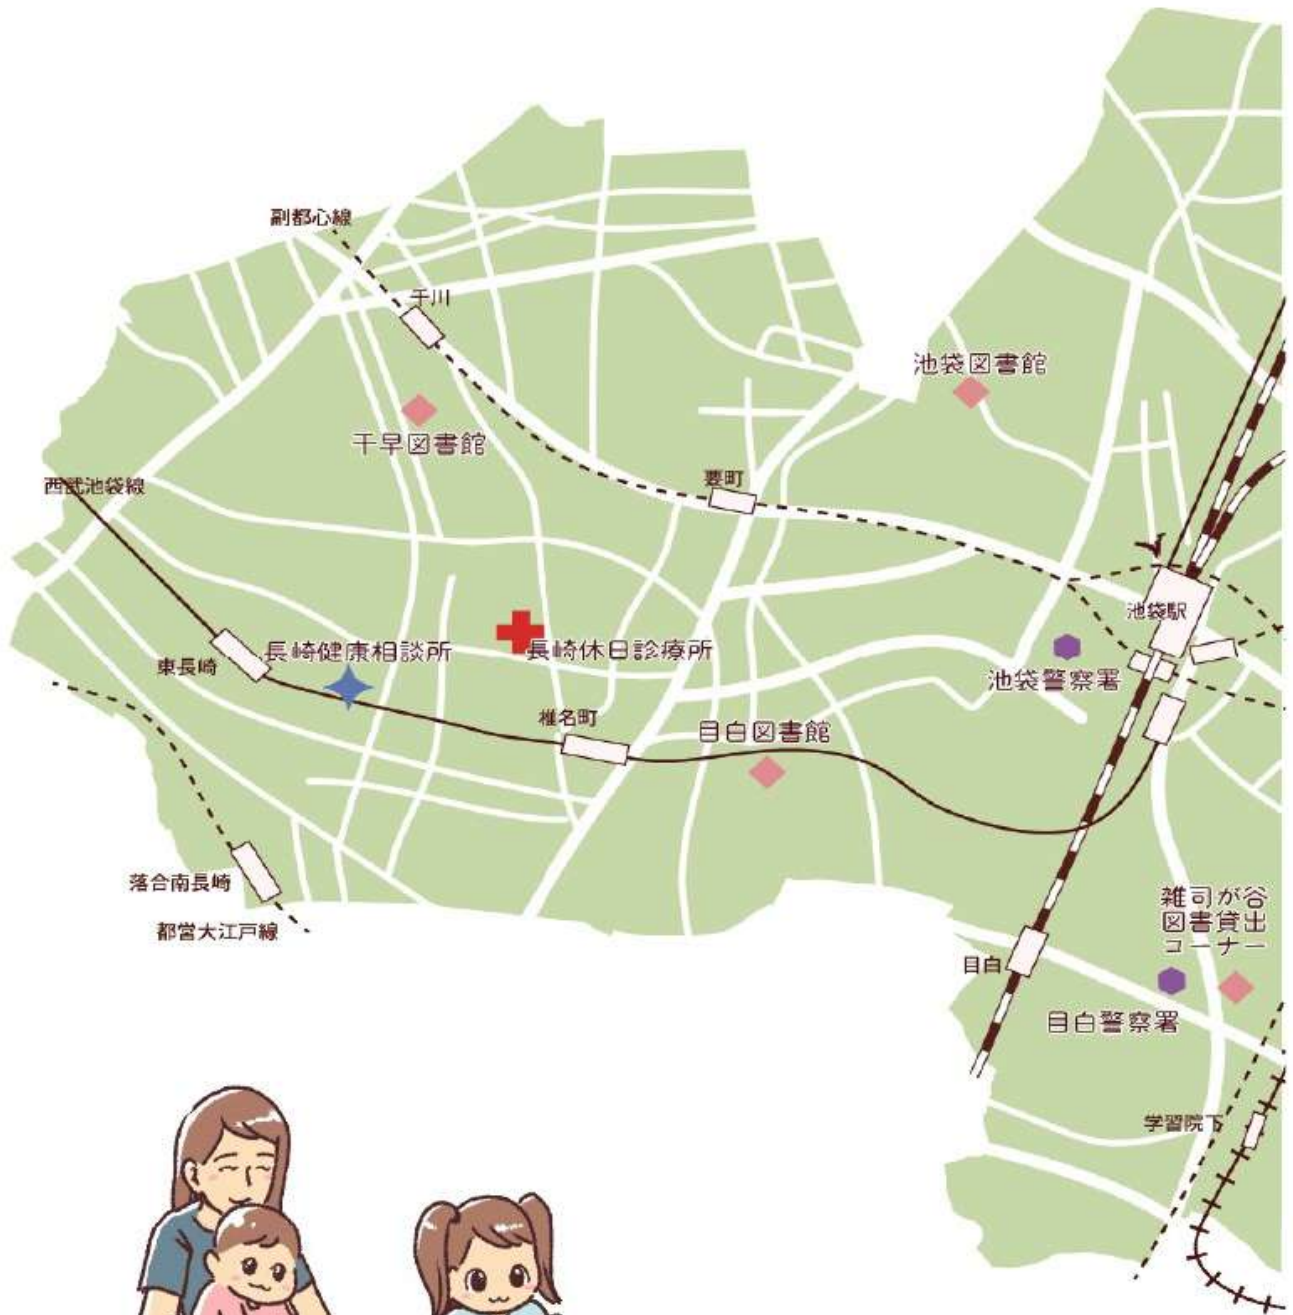 副都心線
千川
池袋図書館
千早図書館
要町
西武池袋線
池袋駅
長崎健康相談所
長崎休日診療所
東長崎
池袋警察署
椎名町
目白図書館
落合南長崎
都営大江戸線
雑司が谷
図書貸出
コーナー
目白
目白警察署
学習院下